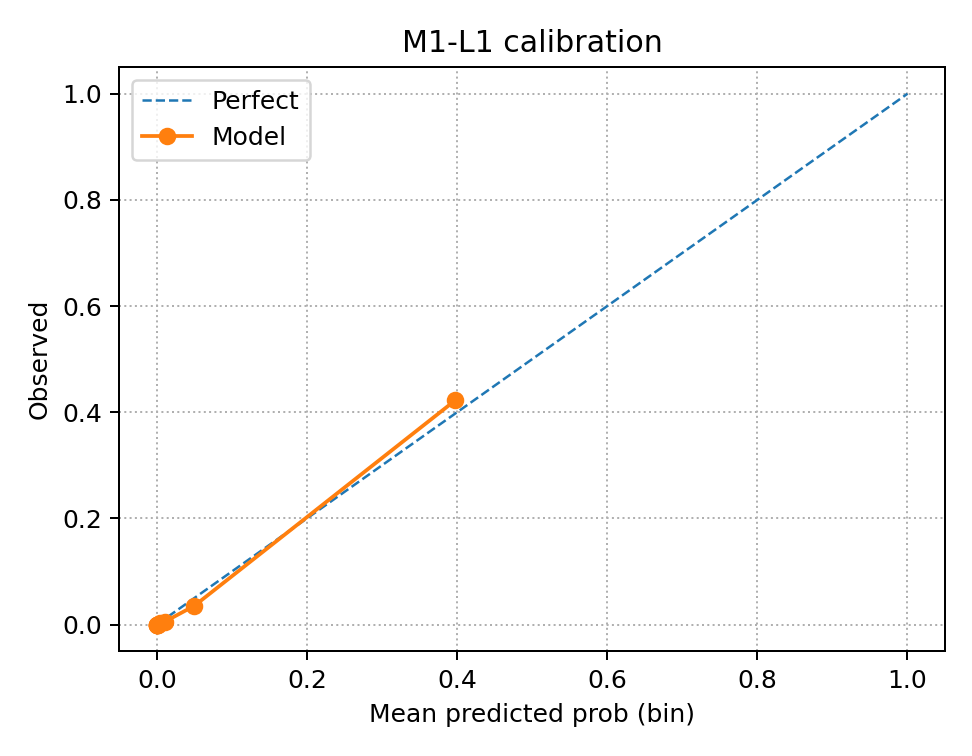 M1-L1 calibration
Perfect
Model
1.0
0.8
0.6
0.4
0.2
0.0
Observed
0.0 0.2 0.4 0.6 0.8 1.0
Mean predicted prob (bin)